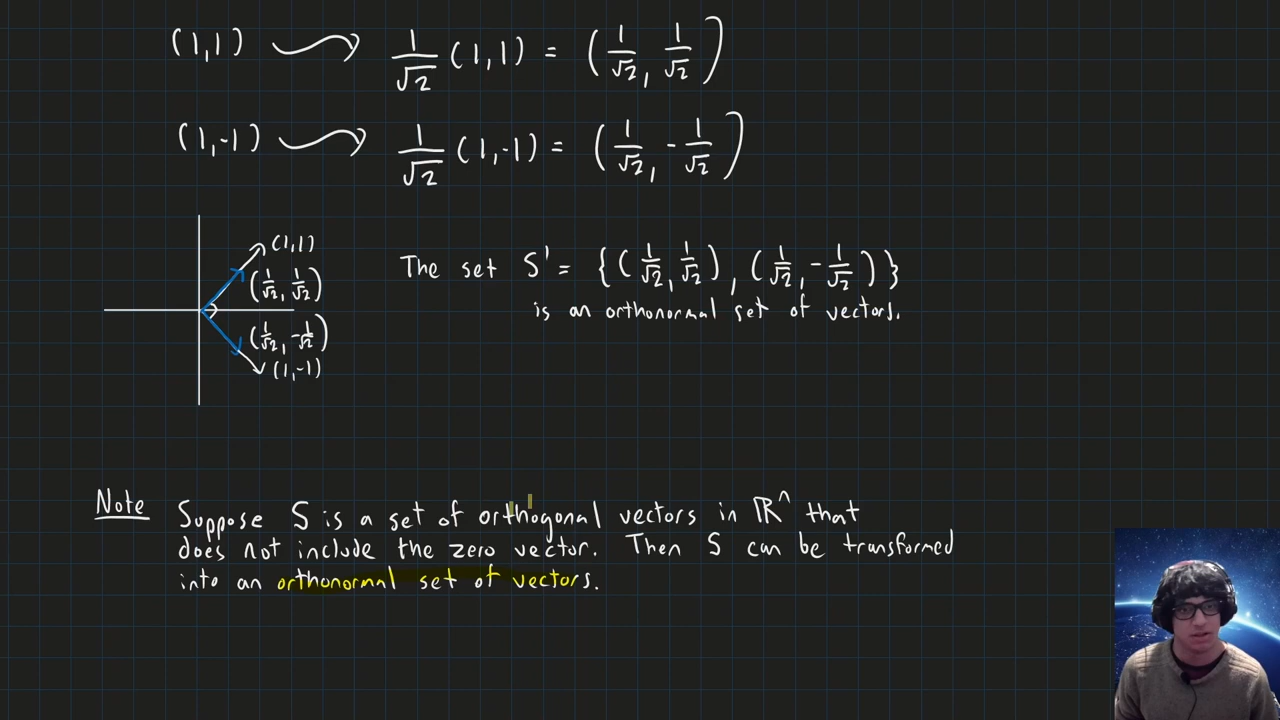 (1,1) ⟿ 1/√2 (1,1) = (1/√2, 1/√2)
(1,-1) ⟿ 1/√2 (1,-1) = (1/√2, -1/√2)
(1,1)
(1/√2, 1/√2)
(1/√2, -1/√2)
(1,-1)
The set S' = {(1/√2, 1/√2), (1/√2, -1/√2)}
is an orthonormal set of vectors.
Note Suppose S is a set of orthogonal vectors in ℝ^n that
does not include the zero vector. Then S can be transformed
into an orthonormal set of vectors.